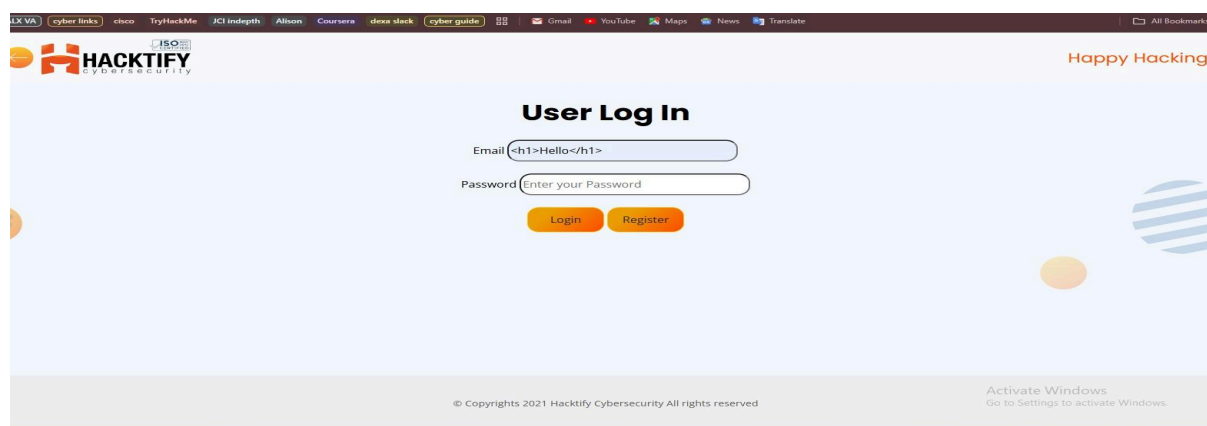 LX VA cyber links cisco TryHackMe JCI indepth Alison Coursera dexa slack cyber guide Gmail YouTube Maps News Translate All Bookmarks
ISO
CERTIFIED
HACKTIFY
cybersecurity
Happy Hacking
User Log In
Email <h1>Hello</h1>
Password Enter your Password
Login Register
Activate Windows
© Copyrights 2021 Hacktify Cybersecurity All rights reserved
Go to Settings to activate Windows.